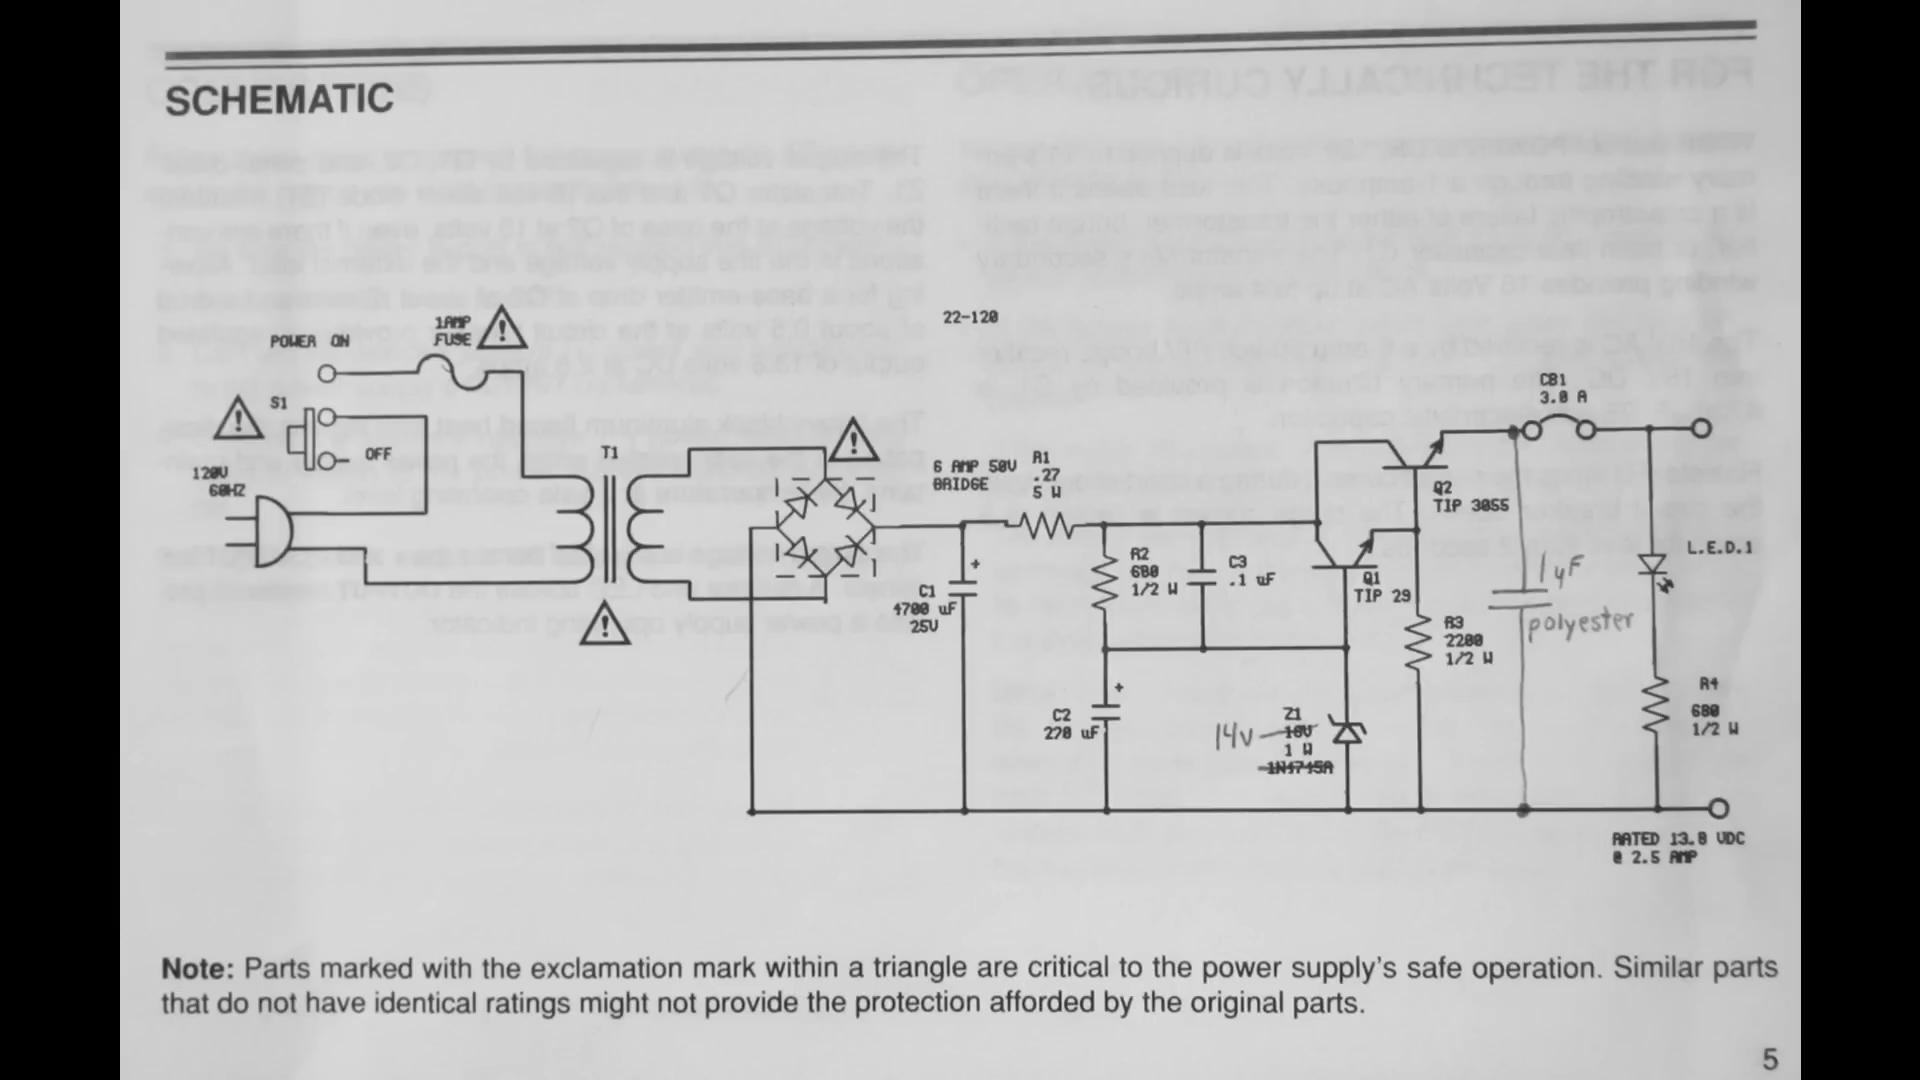 SCHEMATIC
1AMP
FUSE
POWER ON
S1
OFF
120V
60HZ
T1
22-120
6 AMP 50V
BRIDGE
R1
.27
5 W
C1
4700 uF
25V
+
R2
680
1/2 W
C3
.1 uF
Q2
TIP 3055
Q1
TIP 29
CB1
3.0 A
L.E.D.1
1 µF
polyester
R3
2200
1/2 W
R4
680
1/2 W
+
C2
220 uF
14V
Z1
16V
1 W
1N4745A
RATED 13.8 VDC
@ 2.5 AMP
Note: Parts marked with the exclamation mark within a triangle are critical to the power supply's safe operation. Similar parts
that do not have identical ratings might not provide the protection afforded by the original parts.
5